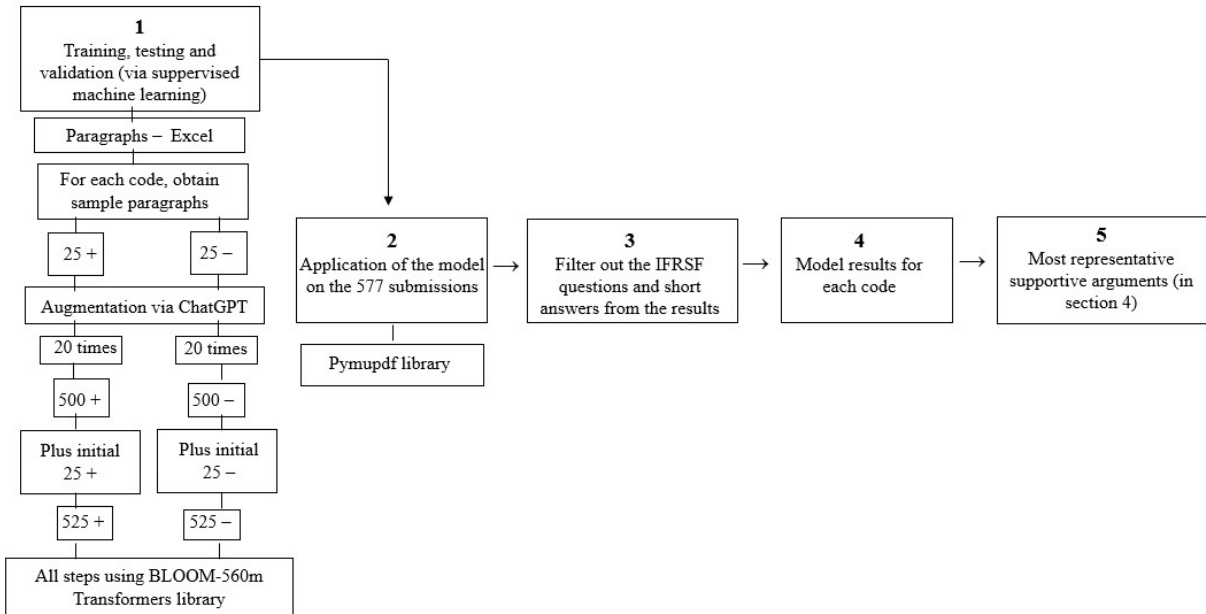 1
Training, testing and
validation (via suppervised
machine learning)
Paragraphs – Excel
For each code, obtain
sample paragraphs
25 +
25 –
Augmentation via ChatGPT
20 times
20 times
500 +
500 –
Plus initial
25 +
Plus initial
25 –
525 +
525 –
All steps using BLOOM-560m
Transformers library
2
Application of the model
on the 577 submissions
Pymupdf library
3
Filter out the IFRSF
questions and short
answers from the results
4
Model results for
each code
5
Most representative
supportive arguments (in
section 4)